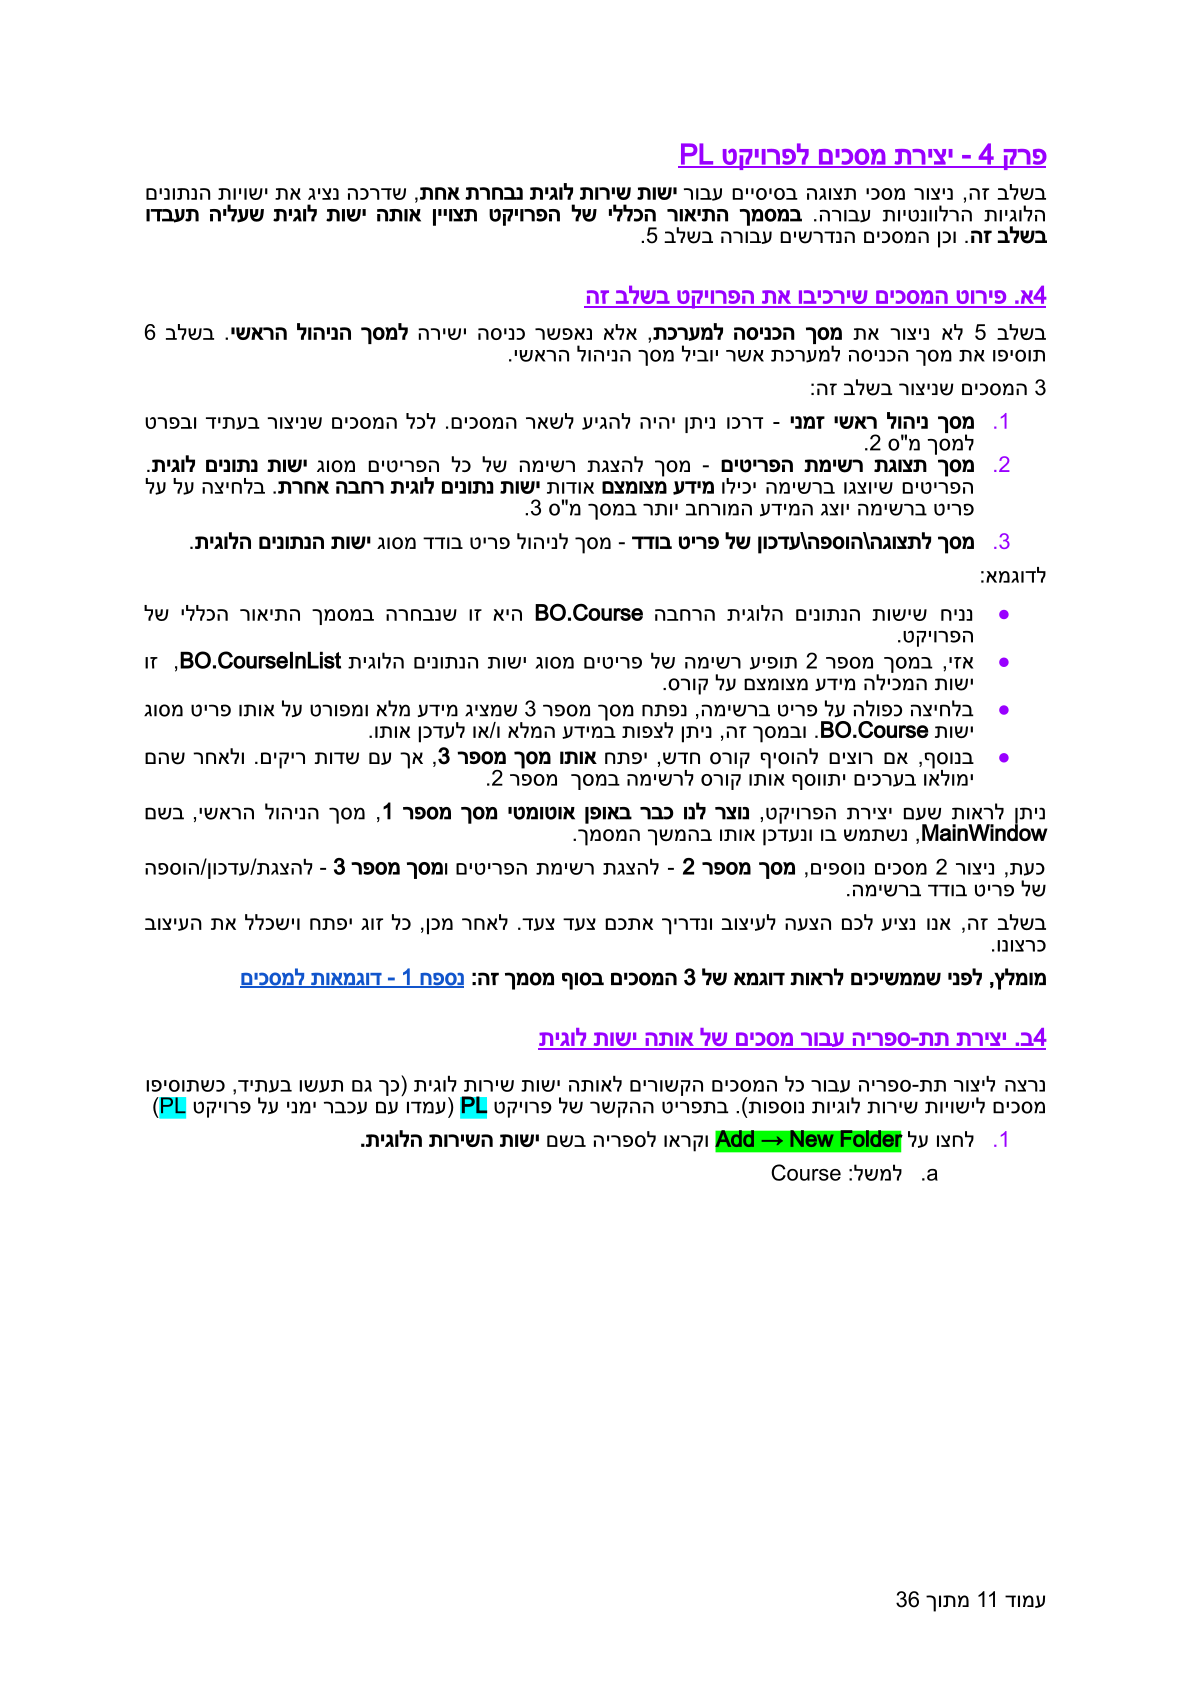 פרק 4 - יצירת מסכים לפרויקט PL
בשלב זה, ניצור מסכי תצוגה בסיסיים עבור ישות שירות לוגית נבחרת אחת, שדרכה נציג את ישויות הנתונים
הלוגיות הרלוונטיות עבורה. במסמך התיאור הכללי של הפרויקט תצויין אותה ישות לוגית שעליה תעבדו
בשלב זה. וכן המסכים הנדרשים עבורה בשלב 5.
4א. פירוט המסכים שירכיבו את הפרויקט בשלב זה
בשלב 5 לא ניצור את מסך הכניסה למערכת, אלא נאפשר כניסה ישירה למסך הניהול הראשי. בשלב 6
תוסיפו את מסך הכניסה למערכת אשר יוביל מסך הניהול הראשי.
3 המסכים שניצור בשלב זה:
1. מסך ניהול ראשי זמני - דרכו ניתן יהיה להגיע לשאר המסכים. לכל המסכים שניצור בעתיד ובפרט
למסך מ"ס 2.
2. מסך תצוגת רשימת הפריטים - מסך להצגת רשימה של כל הפריטים מסוג ישות נתונים לוגית.
הפריטים שיוצגו ברשימה יכילו מידע מצומצם אודות ישות נתונים לוגית רחבה אחרת. בלחיצה על על
פריט ברשימה יוצג המידע המורחב יותר במסך מ"ס 3.
3. מסך לתצוגה\הוספה\עדכון של פריט בודד - מסך לניהול פריט בודד מסוג ישות הנתונים הלוגית.
לדוגמא:
● נניח שישות הנתונים הלוגית הרחבה BO.Course היא זו שנבחרה במסמך התיאור הכללי של
הפרויקט.
● אזי, במסך מספר 2 תופיע רשימה של פריטים מסוג ישות הנתונים הלוגית BO.CourseInList, זו
ישות המכילה מידע מצומצם על קורס.
● בלחיצה כפולה על פריט ברשימה, נפתח מסך מספר 3 שמציג מידע מלא ומפורט על אותו פריט מסוג
ישות BO.Course. ובמסך זה, ניתן לצפות במידע המלא ו/או לעדכן אותו.
● בנוסף, אם רוצים להוסיף קורס חדש, יפתח אותו מסך מספר 3, אך עם שדות ריקים. ולאחר שהם
ימולאו בערכים יתווסף אותו קורס לרשימה במסך מספר 2.
ניתן לראות שעם יצירת הפרויקט, נוצר לנו כבר באופן אוטומטי מסך מספר 1, מסך הניהול הראשי, בשם
MainWindow, נשתמש בו ונעדכן אותו בהמשך המסמך.
כעת, ניצור 2 מסכים נוספים, מסך מספר 2 - להצגת רשימת הפריטים ומסך מספר 3 - להצגת/עדכון/הוספה
של פריט בודד ברשימה.
בשלב זה, אנו נציע לכם הצעה לעיצוב ונדריך אתכם צעד צעד. לאחר מכן, כל זוג יפתח וישכלל את העיצוב
כרצונו.
מומלץ, לפני שממשיכים לראות דוגמא של 3 המסכים בסוף מסמך זה: נספח 1 - דוגמאות למסכים
4ב. יצירת תת-ספריה עבור מסכים של אותה ישות לוגית
נרצה ליצור תת-ספריה עבור כל המסכים הקשורים לאותה ישות שירות לוגית (כך גם תעשו בעתיד, כשתוסיפו
מסכים לישויות שירות לוגיות נוספות). בתפריט ההקשר של פרויקט PL (עמדו עם עכבר ימני על פרויקט PL)
1. לחצו על Add → New Folder וקראו לספריה בשם ישות השירות הלוגית.
a. למשל: Course
עמוד 11 מתוך 36